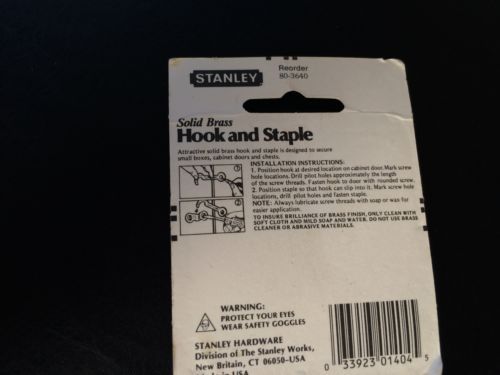 STANLEY
Reorder
80-3640
Solid Brass
Hook and Staple
Attractive solid brass hook and staple is designed to secure
small boxes, cabinet doors and chests.
INSTALLATION INSTRUCTIONS:
1. Position hook at desired location on cabinet door. Mark screw
hole locations. Drill pilot holes approximately the length
of the screw threads. Fasten hook to door with rounded screw.
2. Position staple so that hook can slip into it. Mark screw hole
locations, drill pilot holes and fasten staple.
NOTE: Always lubricate screw threads with soap or wax for
easier application.
TO INSURE BRILLIANCE OF BRASS FINISH, ONLY CLEAN WITH
SOFT CLOTH AND MILD SOAP AND WATER. DO NOT USE BRASS
CLEANER OR ABRASIVE MATERIALS.
1
2
WARNING:
PROTECT YOUR EYES
WEAR SAFETY GOGGLES
STANLEY HARDWARE
Division of The Stanley Works,
New Britain, CT 06050-USA
Made in USA
0 33923 01404 5